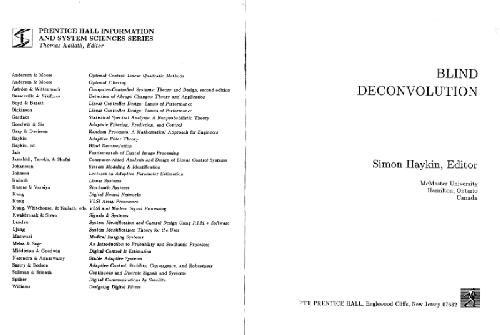 PRENTICE HALL INFORMATION
AND SYSTEM SCIENCES SERIES
Thomas Kailath, Editor
Anderson & Moore Optimal Control: Linear Quadratic Methods
Anderson & Moore Optimal Filtering
Åström & Wittenmark Computer-Controlled Systems: Theory and Design, second edition
Basseville & Nikiforov Detection of Abrupt Changes: Theory and Application
Boyd & Barratt Linear Controller Design: Limits of Performance
Dickinson
Gardner Statistical Spectral Analysis: A Nonprobabilistic Theory
Goodwin & Sin Adaptive Filtering, Prediction, and Control
Gray & Davisson Random Processes: A Mathematical Approach for Engineers
Haykin Adaptive Filter Theory
Haykin, ed. Blind Deconvolution
Jain Fundamentals of Digital Image Processing
Jamshidi, Tarokh, & Shafai Computer-Aided Analysis and Design of Linear Control Systems
Johansson System Modeling & Identification
Johnson Lectures on Adaptive Parameter Estimation
Kailath Linear Systems
Kumar & Varaiya Stochastic Systems
Kung Digital Neural Networks
Kung VLSI Array Processors
Kung, Whitehouse, & Kailath, eds. VLSI and Modern Signal Processing
Kwakernaak & Sivan Signals & Systems
Landau System Identification and Control Design Using P.I.M. + Software
Ljung System Identification: Theory for the User
Macovski Medical Imaging Systems
Melsa & Sage An Introduction to Probability and Stochastic Processes
Middleton & Goodwin Digital Control & Estimation
Narendra & Annaswamy Stable Adaptive Systems
Sastry & Bodson Adaptive Control: Stability, Convergence, and Robustness
Soliman & Srinath Continuous and Discrete Signals and Systems
Spilker Digital Communications by Satellite
Williams Designing Digital Filters
BLIND
DECONVOLUTION
Simon Haykin, Editor
McMaster University
Hamilton, Ontario
Canada
PTR PRENTICE HALL, Englewood Cliffs, New Jersey 07632